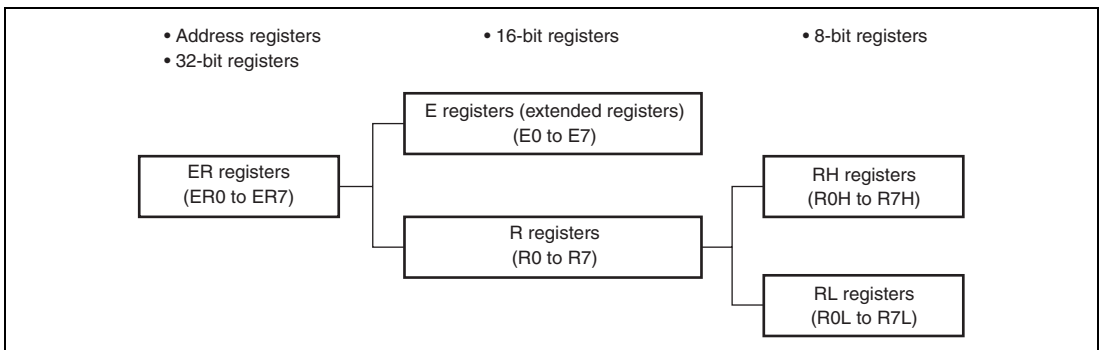 • Address registers
• 32-bit registers
• 16-bit registers
• 8-bit registers
E registers (extended registers)
(E0 to E7)
ER registers
(ER0 to ER7)
RH registers
(R0H to R7H)
R registers
(R0 to R7)
RL registers
(R0L to R7L)